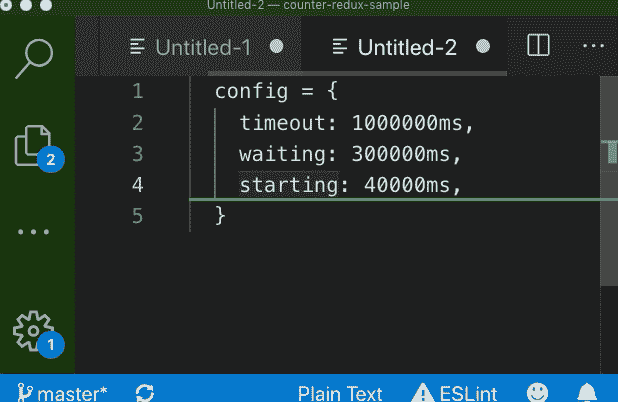 Untitled-2 — counter-redux-sample
Untitled-1
Untitled-2
1 config = {
2 timeout: 1000000ms,
3 waiting: 300000ms,
4 starting: 40000ms,
5 }
2
1
master*
Plain Text
ESLint